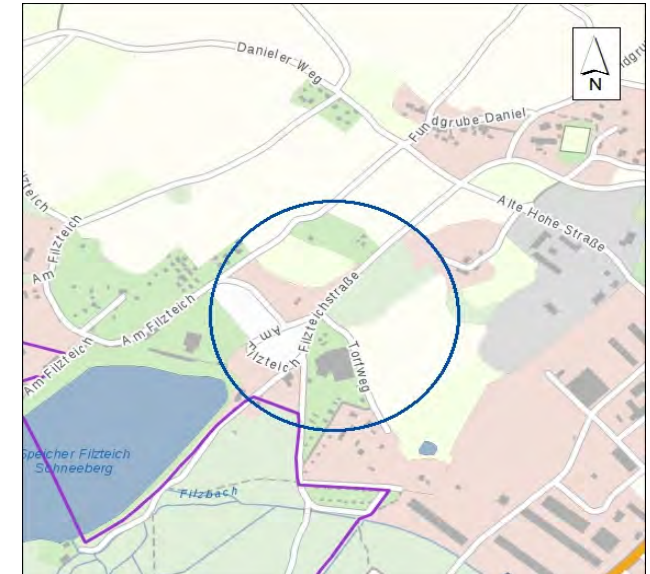 Danieler Weg
N
Fundgrube Daniel
Alte Hohe Straße
Am Filzteich
Filzteichstraße
Am Filzteich
Am Filzteich
Torfweg
Am Filzteich
Speicher Filzteich
Schneeberg
Filzbach